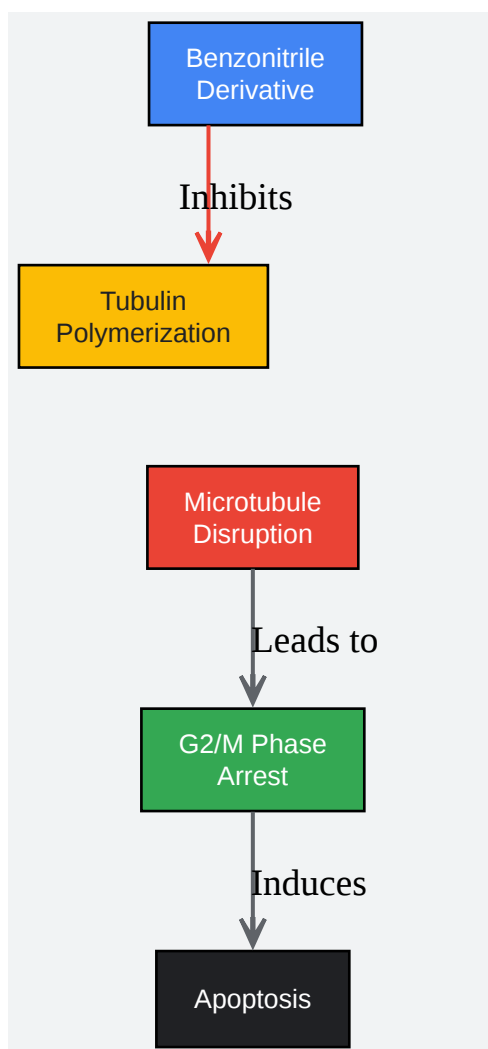 Benzonitrile
Derivative
Inhibits
Tubulin
Polymerization
Microtubule
Disruption
Leads to
G2/M Phase
Arrest
Induces
Apoptosis